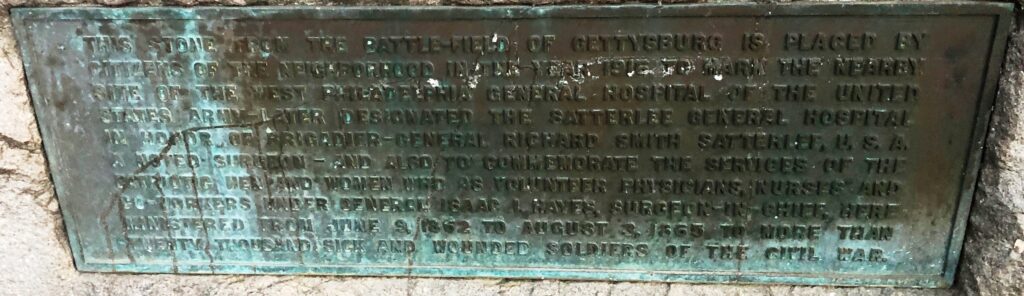 THIS STONE FROM THE BATTLE-FIELD OF GETTYSBURG IS PLACED BY
CITIZENS OF THE NEIGHBORHOOD IN THE YEAR 1916 TO MARK THE NEARBY
SITE OF THE WEST PHILADELPHIA GENERAL HOSPITAL OF THE UNITED
STATES ARMY-LATER DESIGNATED THE SATTERLEE GENERAL HOSPITAL
IN HONOR OF BRIGADIER-GENERAL RICHARD SMITH SATTERLEE, U. S. A.
A NOTED SURGEON - AND ALSO TO COMMEMORATE THE SERVICES OF THE
PATRIOTIC MEN AND WOMEN WHO AS VOLUNTEER PHYSICIANS, NURSES AND
CO-WORKERS UNDER GENERAL ISAAC I. HAYES, SURGEON-IN-CHIEF, HERE
MINISTERED FROM JUNE 9, 1862 TO AUGUST 3, 1865 TO MORE THAN
TWENTY THOUSAND SICK AND WOUNDED SOLDIERS OF THE CIVIL WAR.